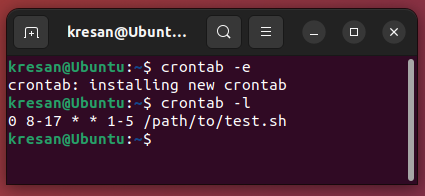 kresan@Ubunt...
kresan@Ubuntu:~$ crontab -e
crontab: installing new crontab
kresan@Ubuntu:~$ crontab -l
0 8-17 * * 1-5 /path/to/test.sh
kresan@Ubuntu:~$